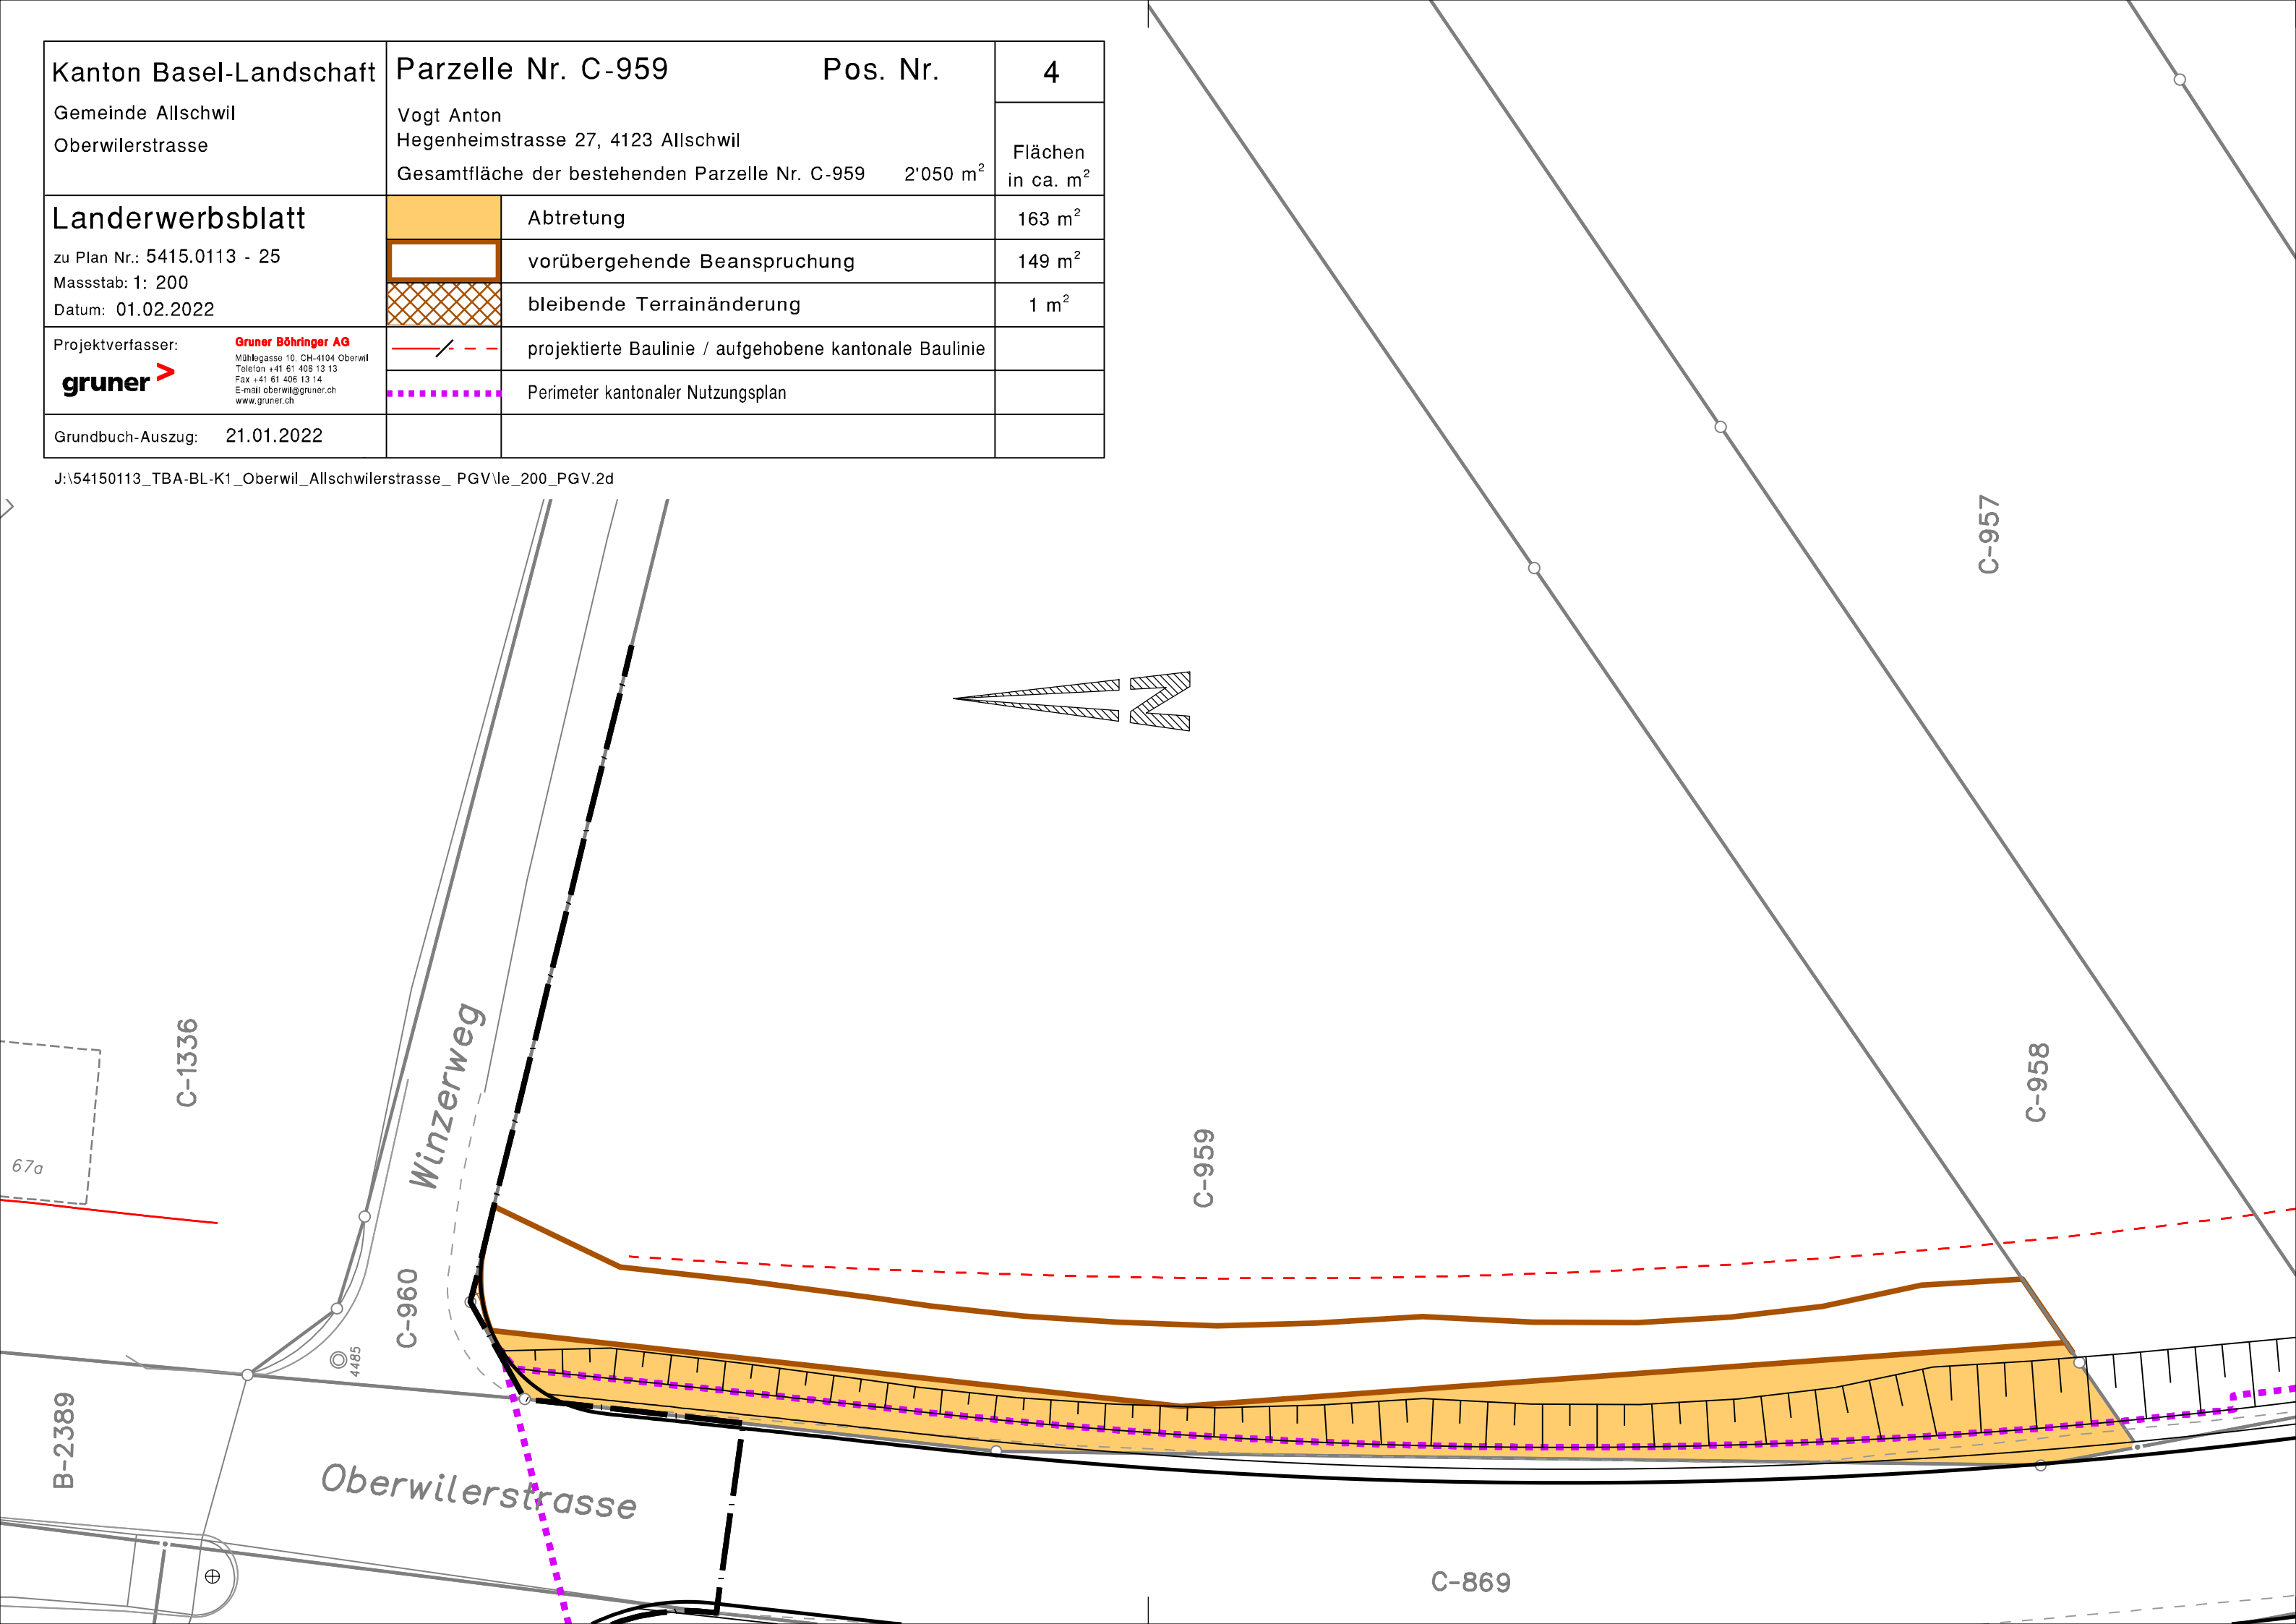 Kanton Basel-Landschaft
Gemeinde Allschwil
Oberwilerstrasse
Parzelle Nr. C-959 Pos. Nr. 4
Vogt Anton
Hegenheimstrasse 27, 4123 Allschwil
Gesamtfläche der bestehenden Parzelle Nr. C-959 2'050 m²
Flächen
in ca. m²
Landerwerbsblatt
zu Plan Nr.: 5415.0113 - 25
Massstab: 1: 200
Datum: 01.02.2022
Abtretung 163 m²
vorübergehende Beanspruchung 149 m²
bleibende Terrainänderung 1 m²
projektierte Baulinie / aufgehobene kantonale Baulinie
Perimeter kantonaler Nutzungsplan
Projektverfasser:
gruner >
Gruner Böhringer AG
Mühlegasse 10, CH-4104 Oberwil
Telefon +41 61 406 13 13
Fax +41 61 406 13 14
E-mail oberwil@gruner.ch
www.gruner.ch
Grundbuch-Auszug: 21.01.2022
J:\54150113_TBA-BL-K1_Oberwil_Allschwilerstrasse_ PGV\le_200_PGV.2d
C-957
N
C-1336
Winzerweg
C-958
67a
C-959
C-960
4485
B-2389
Oberwilerstrasse
C-869